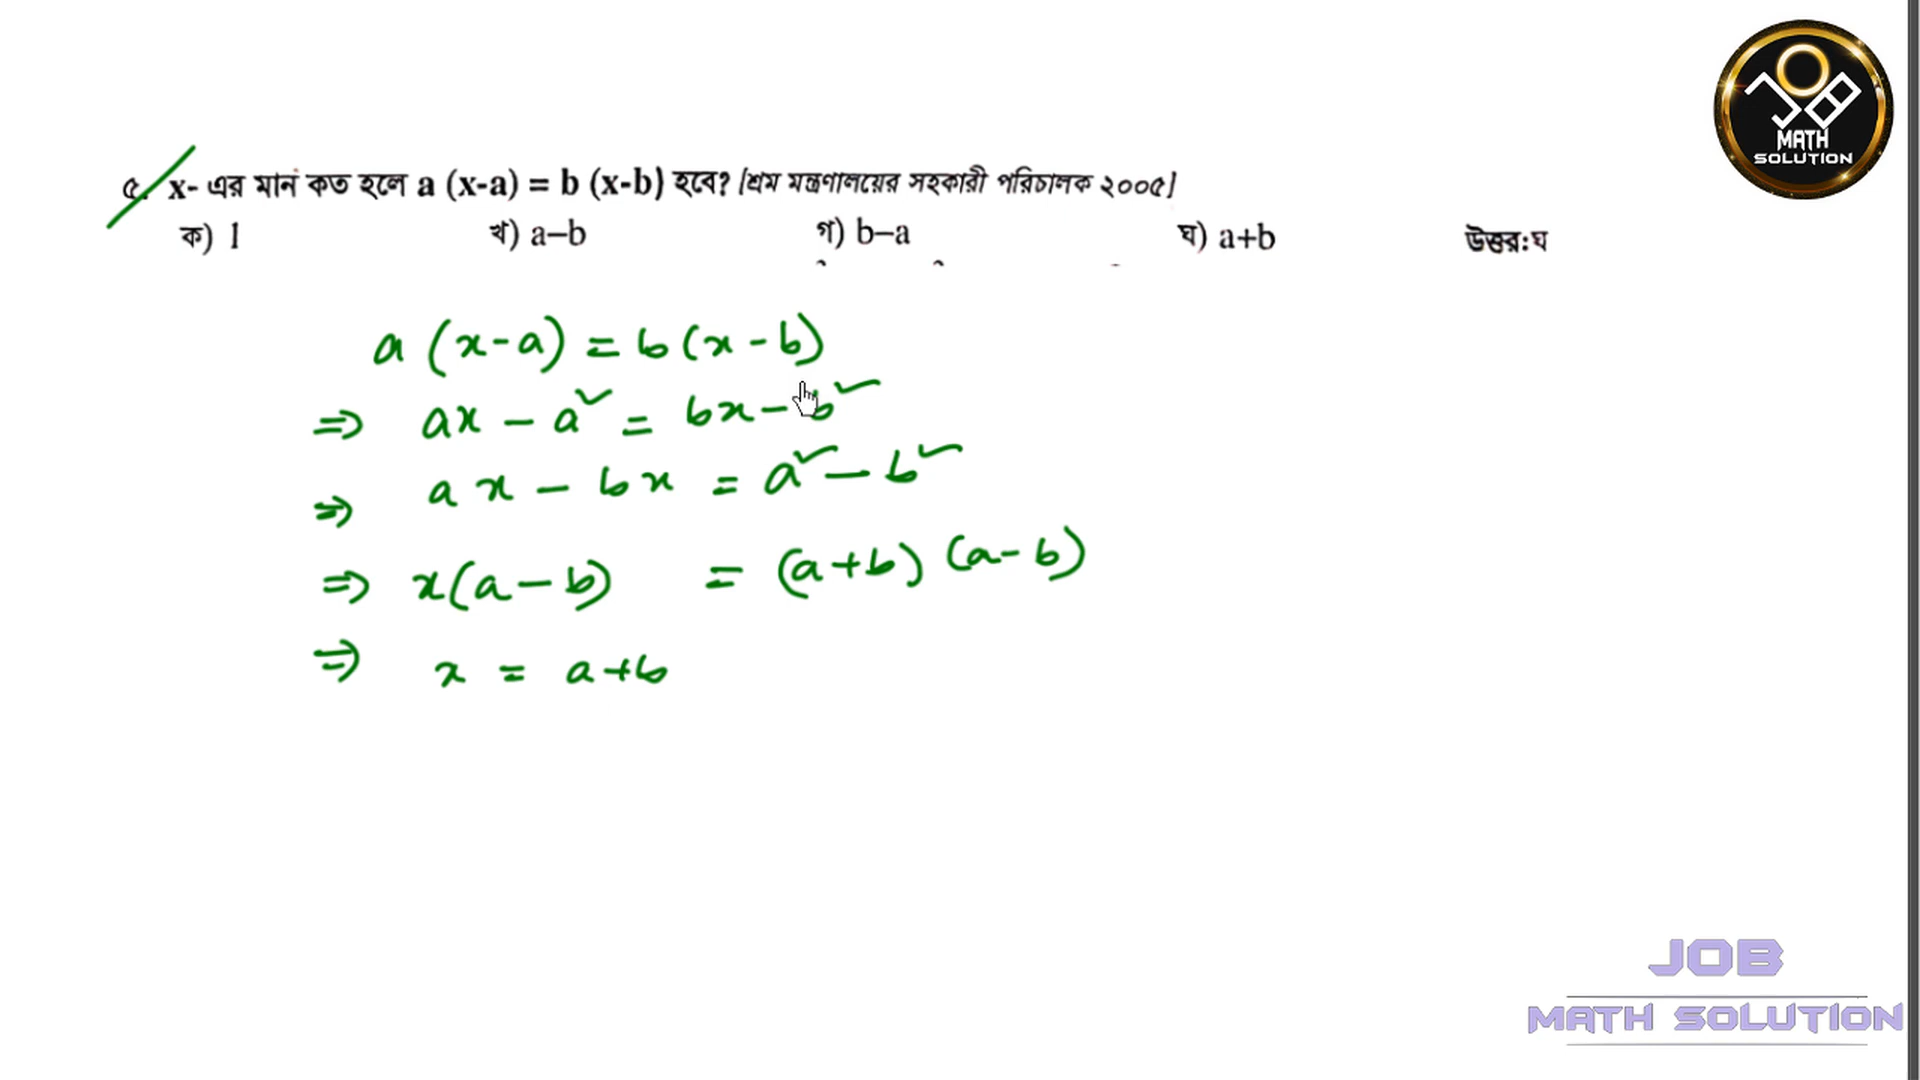 JOB
MATH
SOLUTION
৫. x- এর মান কত হলে a (x-a) = b (x-b) হবে? [শ্রম মন্ত্রণালয়ের সহকারী পরিচালক ২০০৫]
ক) 1 খ) a–b গ) b–a ঘ) a+b উত্তর:ঘ
a (x-a) = b(x-b)
⇒ ax - a² = bx - b²
⇒ ax - bx = a² - b²
⇒ x(a-b) = (a+b) (a-b)
⇒ x = a+b
JOB
MATH SOLUTION